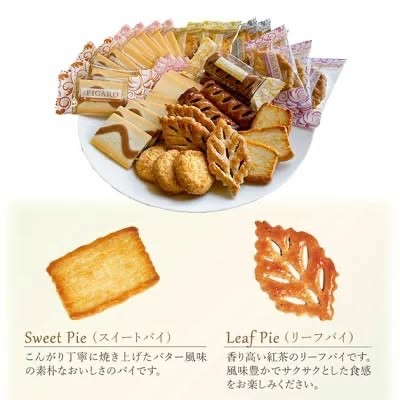 FIGARO
Sweet Pie（スイートパイ）
こんがり丁寧に焼き上げたバター風味
の素朴なおいしさのパイです。
Leaf Pie（リーフパイ）
香り高い紅茶のリーフパイです。
風味豊かでサクサクとした食感
をお楽しみください。